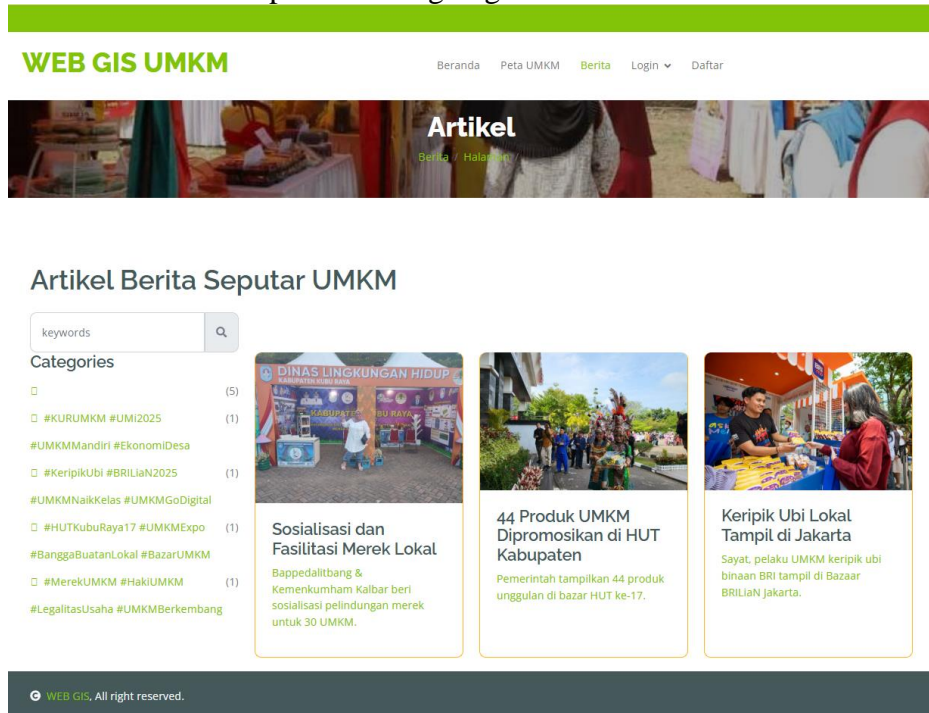 WEB GIS UMKM
Beranda Peta UMKM Berita Login Daftar
Artikel
Berita / Halaman /
Artikel Berita Seputar UMKM
keywords
Categories
(5)
#KURUMKM #UMi2025 (1)
#UMKMMandiri #EkonomiDesa
#KeripikUbi #BRILiaN2025 (1)
#UMKMNaikKelas #UMKMGoDigital
#HUTKubuRaya17 #UMKMExpo (1)
#BanggaBuatanLokal #BazarUMKM
#MerekUMKM #HakiUMKM (1)
#LegalitasUsaha #UMKMBerkembang
DINAS LINGKUNGAN HIDUP
KABUPATEN KUBU RAYA
KABUPATEN KUBU RAYA
Sosialisasi dan
Fasilitasi Merek Lokal
Bappedalitbang &
Kemenkumham Kalbar beri
sosialisasi pelindungan merek
untuk 30 UMKM.
44 Produk UMKM
Dipromosikan di HUT
Kabupaten
Pemerintah tampilkan 44 produk
unggulan di bazar HUT ke-17.
Keripik Ubi Lokal
Tampil di Jakarta
Sayat, pelaku UMKM keripik ubi
binaan BRI tampil di Bazaar
BRILiaN Jakarta.
WEB GIS, All right reserved.